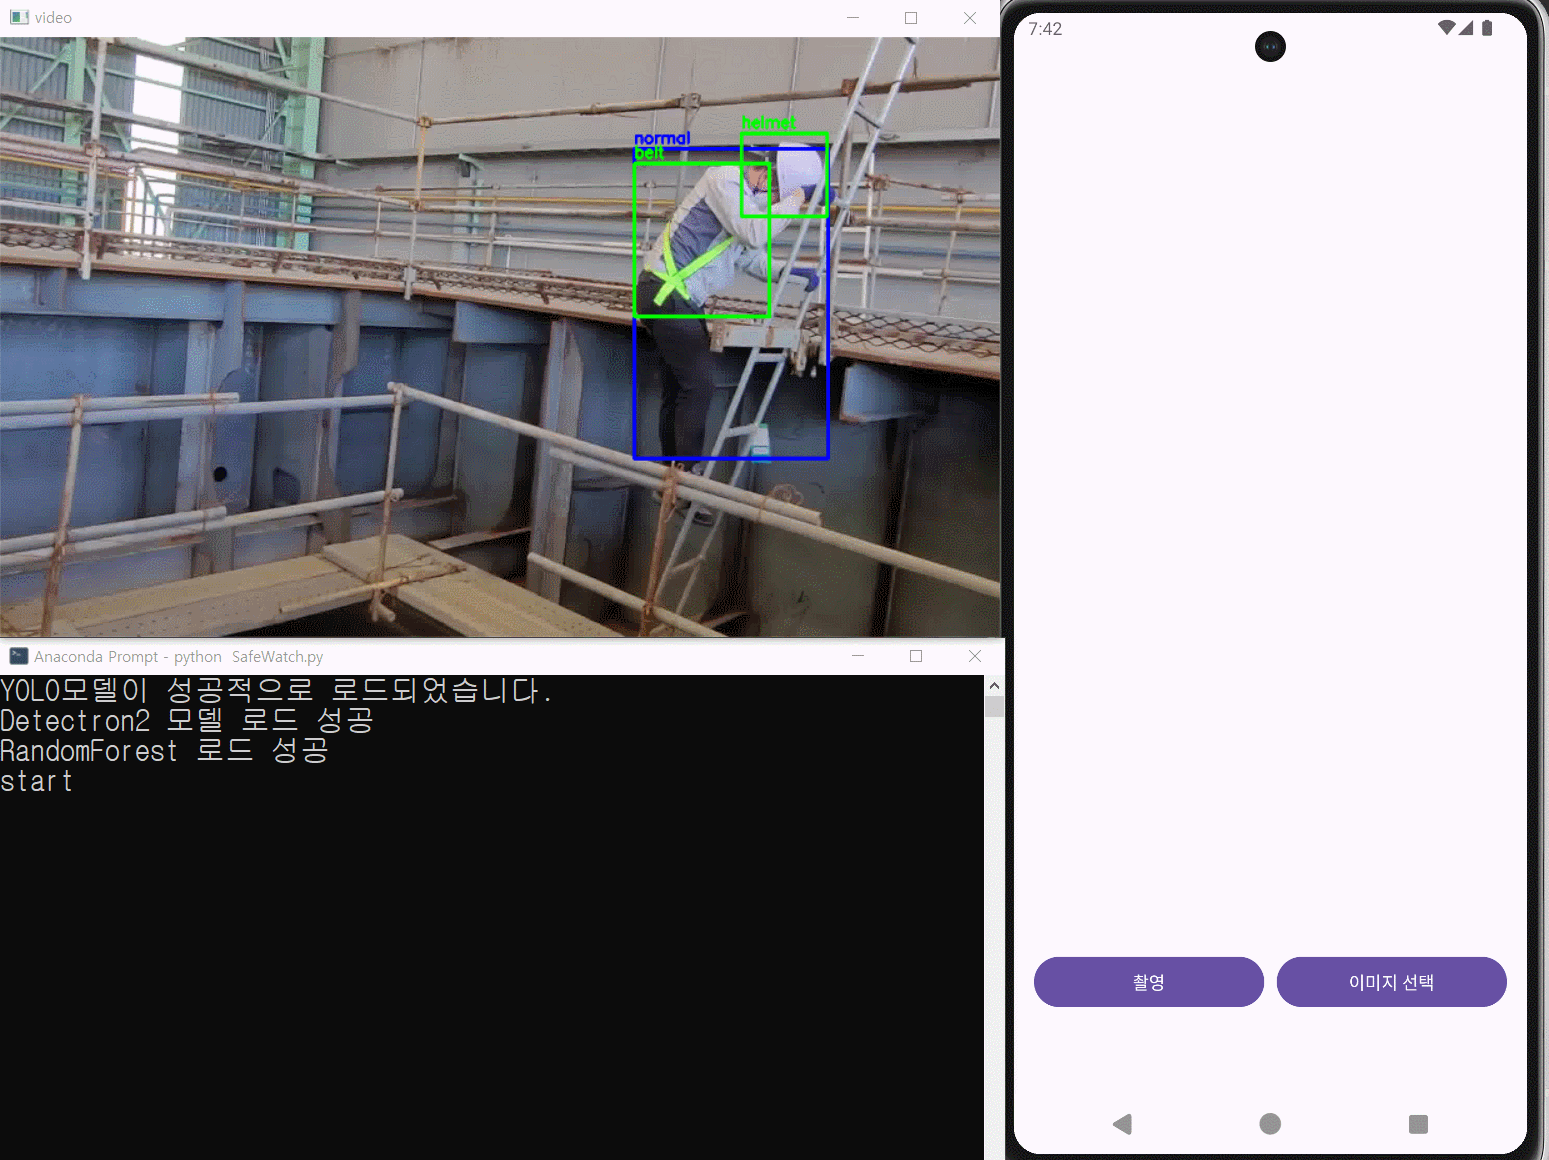 video
helmet
normal
belt
Anaconda Prompt - python  SafeWatch.py
YOLO모델이 성공적으로 로드되었습니다.
Detectron2 모델 로드 성공
RandomForest 로드 성공
start
7:42
촬영
이미지 선택